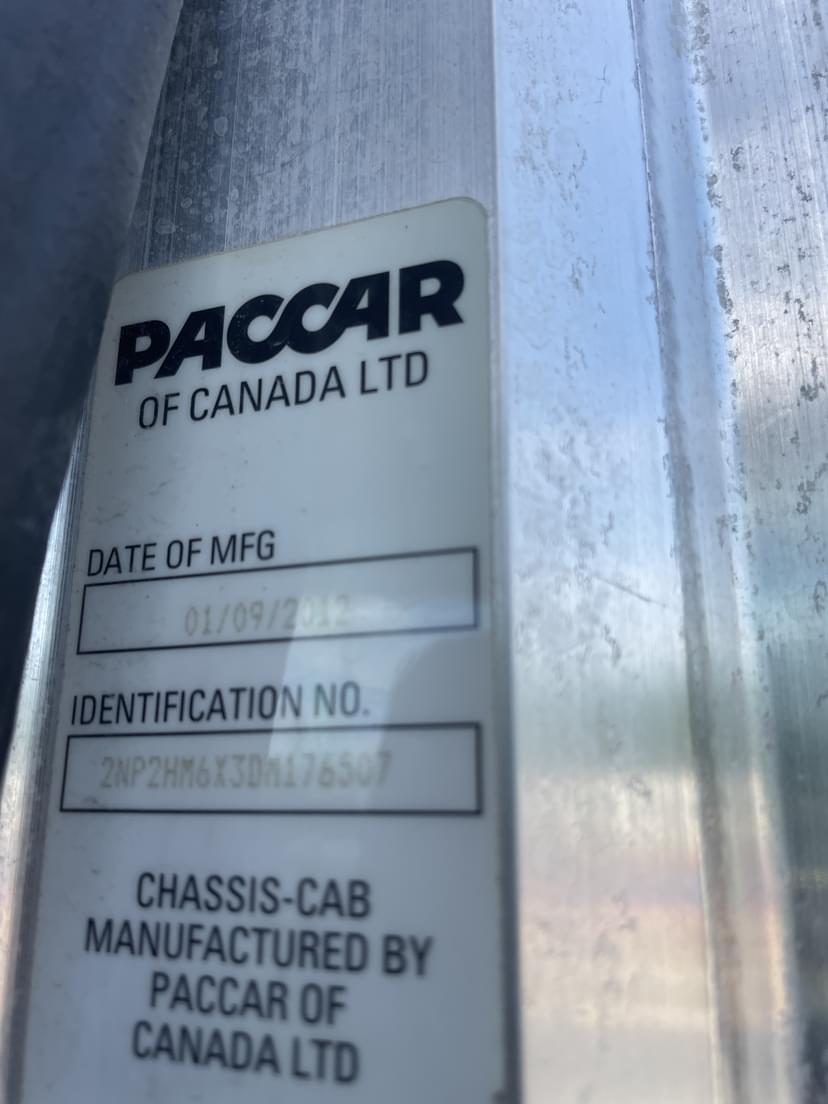 PACCAR
OF CANADA LTD
DATE OF MFG
01/09/2012
IDENTIFICATION NO.
2NP2HM6X3DM176507
CHASSIS-CAB
MANUFACTURED BY
PACCAR OF
CANADA LTD